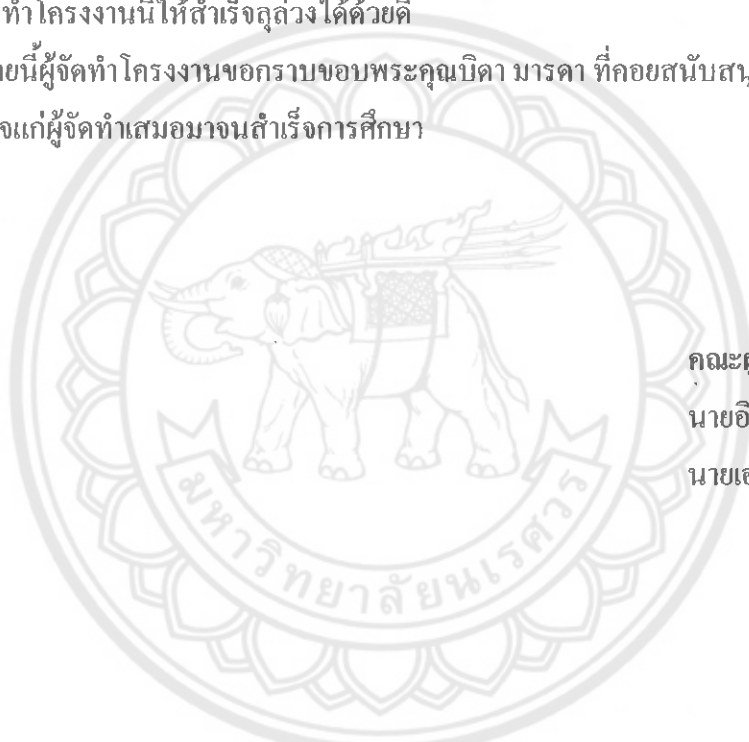 ทำโครงงานนี้ให้สำเร็จลุล่วงได้ด้วยดี
ยนี้ผู้จัดทำโครงงานขอกราบขอบพระคุณบิดา มารดา ที่คอยสนับสนุ
จแก่ผู้จัดทำเสมอมาจนสำเร็จการศึกษา
คณะผู้
นายอิ
นายเอ
มหาวิทยาลัยนเรศวร